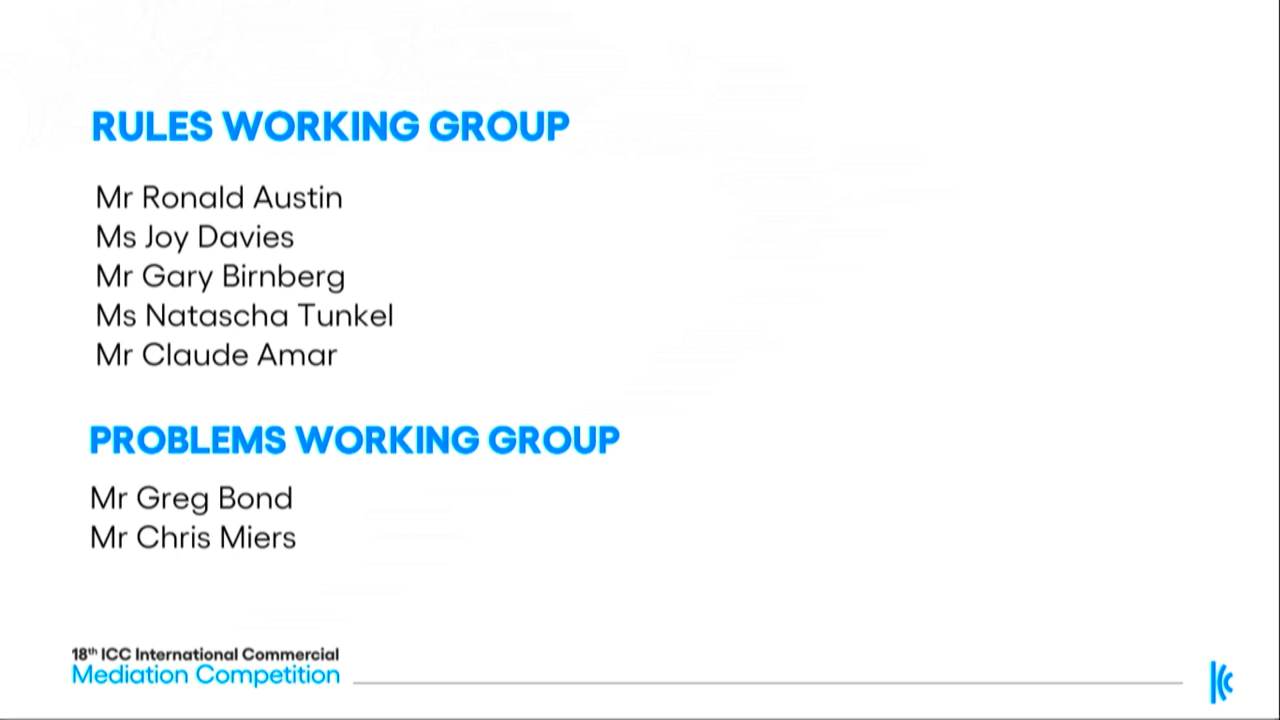 RULES WORKING GROUP
Mr Ronald Austin
Ms Joy Davies
Mr Gary Birnberg
Ms Natascha Tunkel
Mr Claude Amar
PROBLEMS WORKING GROUP
Mr Greg Bond
Mr Chris Miers
18th ICC International Commercial
Mediation Competition